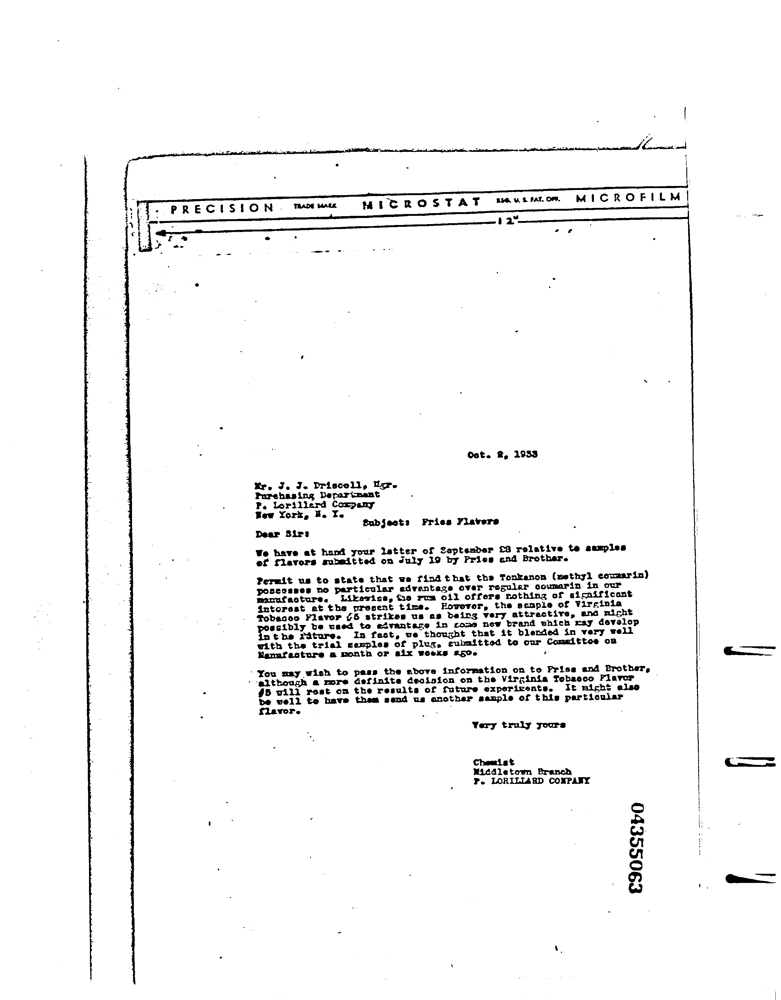 PRECISION TRADE MARK MICROSTAT REG. U. S. PAT. OFF. MICROFILM
12"
Oct. 2, 1933
Mr. J. J. Driscoll, Mgr.
Purchasing Department
P. Lorillard Company
New York, N. Y.
Subject: Fries Flavors
Dear Sir:
We have at hand your letter of September 28 relative to samples
of flavors submitted on July 19 by Fries and Brother.
Permit us to state that we find that the Tonkanon (methyl coumarin)
possesses no particular advantage over regular coumarin in our
manufacture. Likewise, the rum oil offers nothing of significant
interest at the present time. However, the sample of Virginia
Tobacco Flavor #5 strikes us as being very attractive, and might
possibly be used to advantage in some new brand which may develop
in the future. In fact, we thought that it blended in very well
with the trial samples of plug, submitted to our Committee on
Manufacture a month or six weeks ago.
You may wish to pass the above information on to Fries and Brother,
although a more definite decision on the Virginia Tobacco Flavor
#5 will rest on the results of future experiments. It might also
be well to have them send us another sample of this particular
flavor.
Very truly yours
Chemist
Middletown Branch
P. LORILLARD COMPANY
04355063